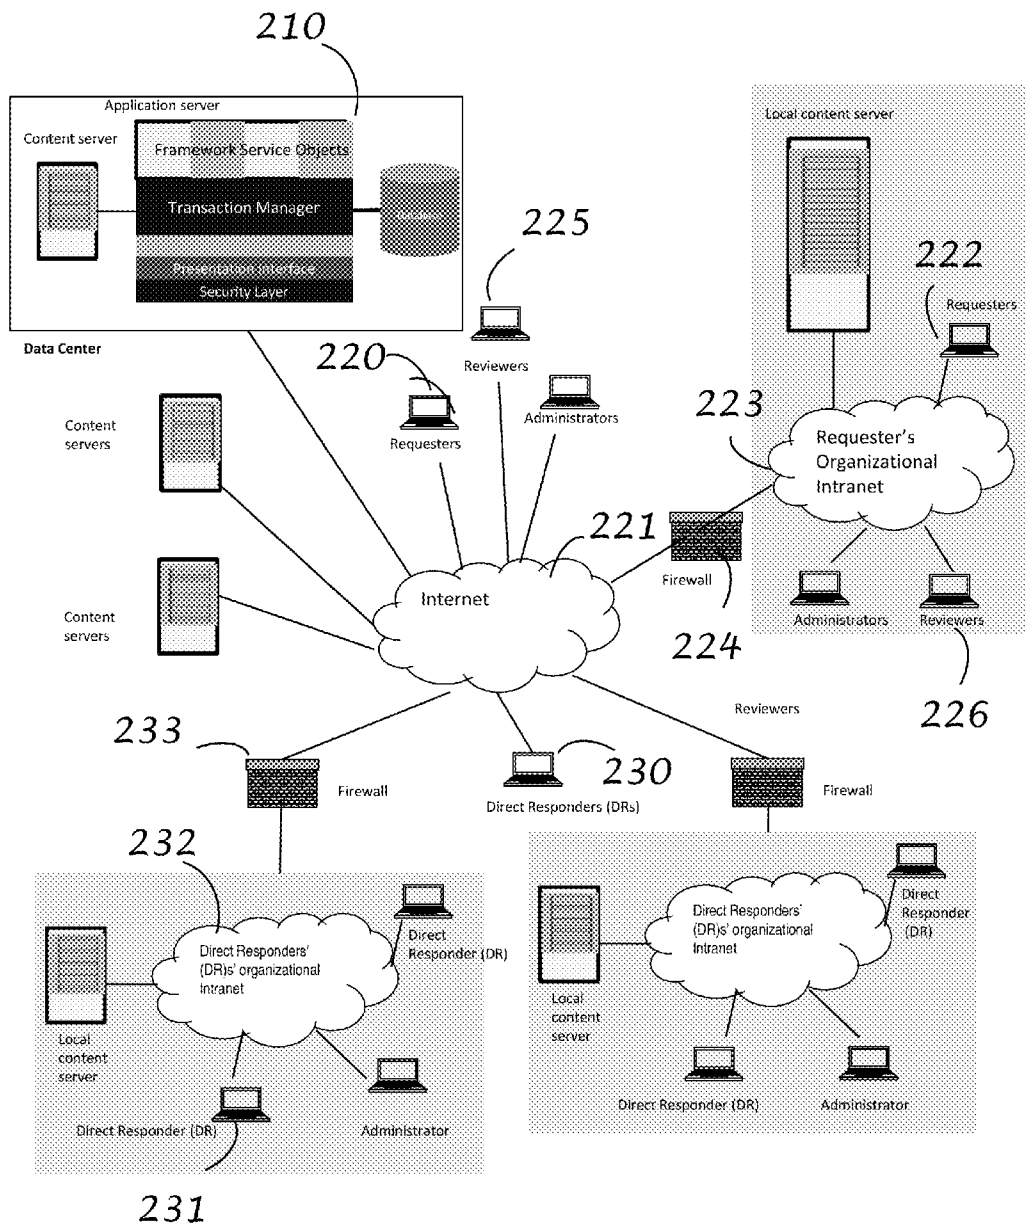 210
Application server
Content server
Framework Service Objects
Transaction Manager
Presentation Interface
Security Layer
Data Center
Local content server
225
222
Requesters
Reviewers
220
Administrators
Requesters
223
Requester's
Organizational
Intranet
Content
servers
221
Firewall
Internet
Administrators
Reviewers
Content
servers
224
226
Reviewers
233
230
Firewall
Direct Responders (DRs)
Firewall
232
Direct Responders'
(DR)s' organizational
Intranet
Direct
Responder (DR)
Local
content
server
Direct Responder (DR)
Administrator
231
Direct Responders'
(DR)s' organizational
Intranet
Direct
Responder
(DR)
Local
content
server
Direct Responder (DR)
Administrator